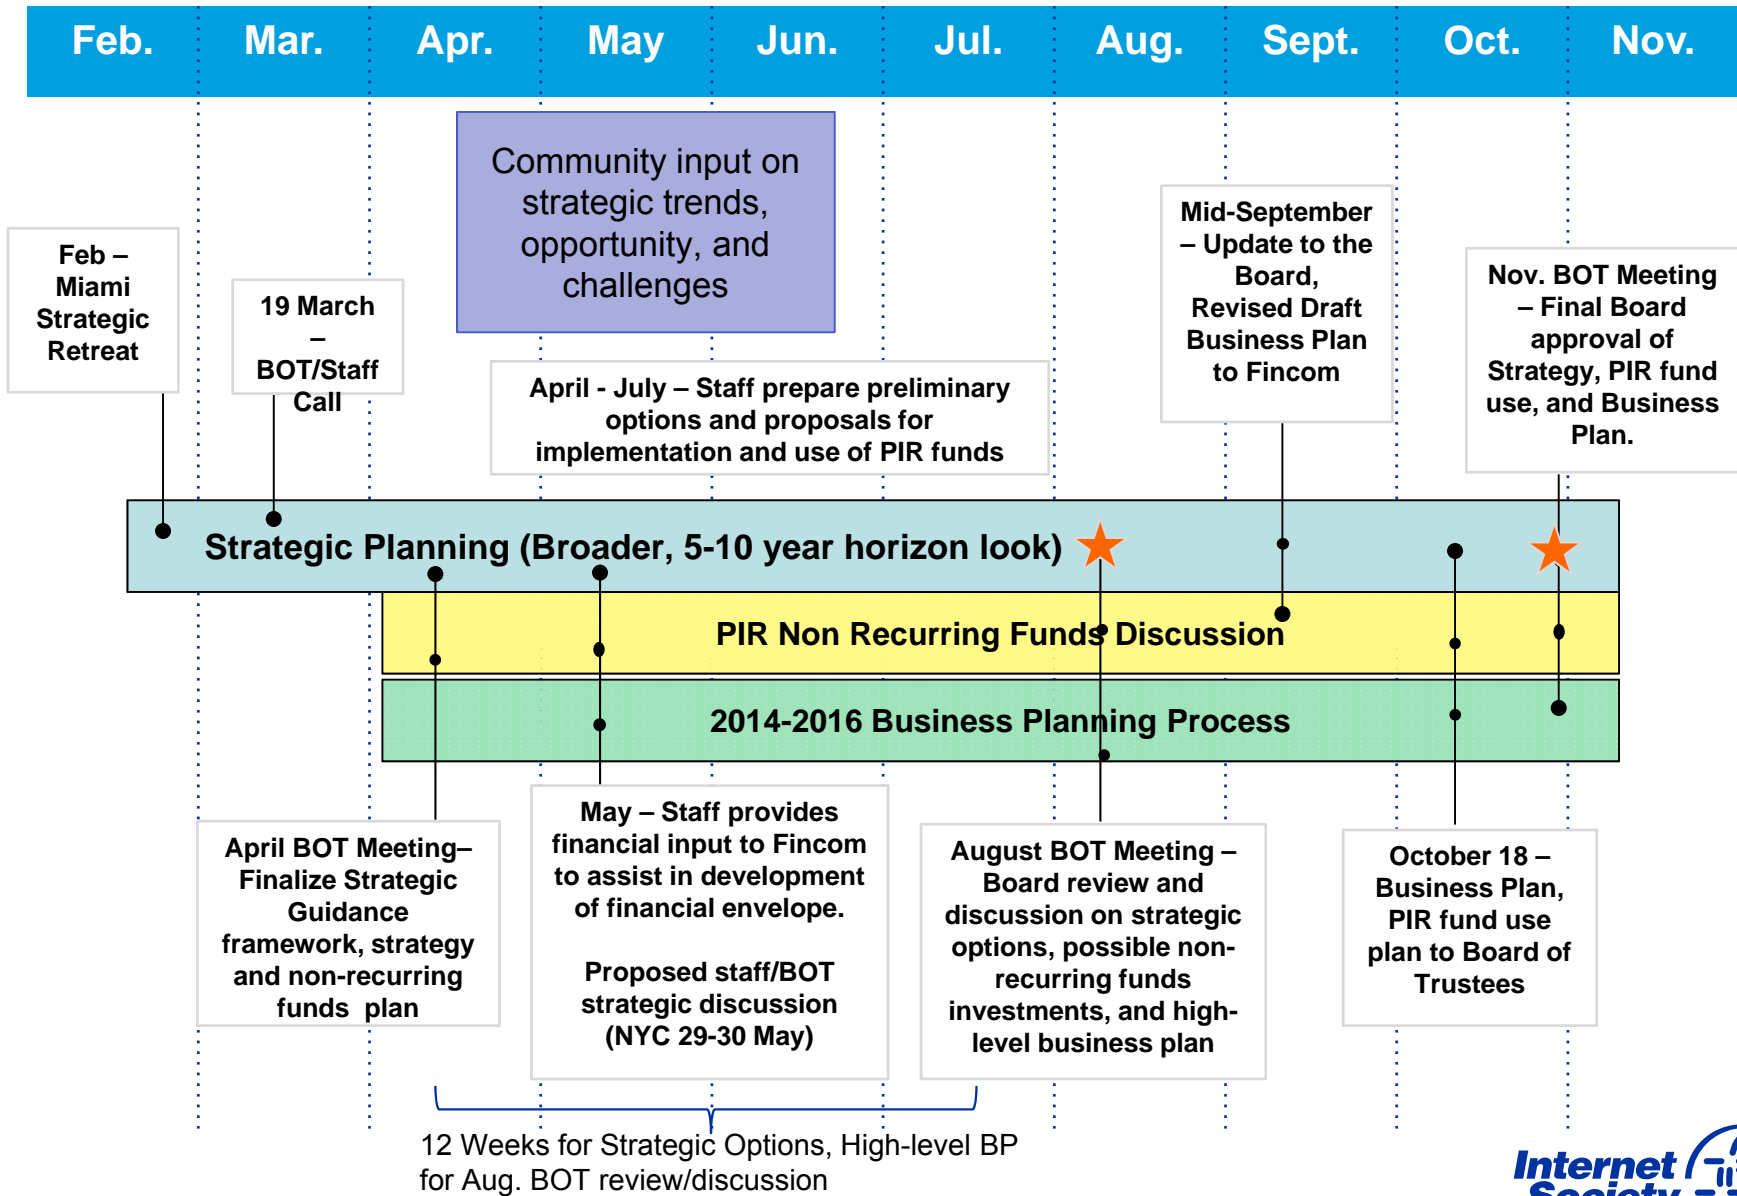 Feb. Mar. Apr. May Jun. Jul. Aug. Sept. Oct. Nov.
Community input on
strategic trends,
opportunity, and
challenges
Feb –
Miami
Strategic
Retreat
19 March
–
BOT/Staff
Call
April - July – Staff prepare preliminary
options and proposals for
implementation and use of PIR funds
Mid-September
– Update to the
Board,
Revised Draft
Business Plan
to Fincom
Nov. BOT Meeting
– Final Board
approval of
Strategy, PIR fund
use, and Business
Plan.
Strategic Planning (Broader, 5-10 year horizon look)
PIR Non Recurring Funds Discussion
2014-2016 Business Planning Process
April BOT Meeting–
Finalize Strategic
Guidance
framework, strategy
and non-recurring
funds plan
May – Staff provides
financial input to Fincom
to assist in development
of financial envelope.
Proposed staff/BOT
strategic discussion
(NYC 29-30 May)
August BOT Meeting –
Board review and
discussion on strategic
options, possible non-
recurring funds
investments, and high-
level business plan
October 18 –
Business Plan,
PIR fund use
plan to Board of
Trustees
12 Weeks for Strategic Options, High-level BP
for Aug. BOT review/discussion
Internet
Society